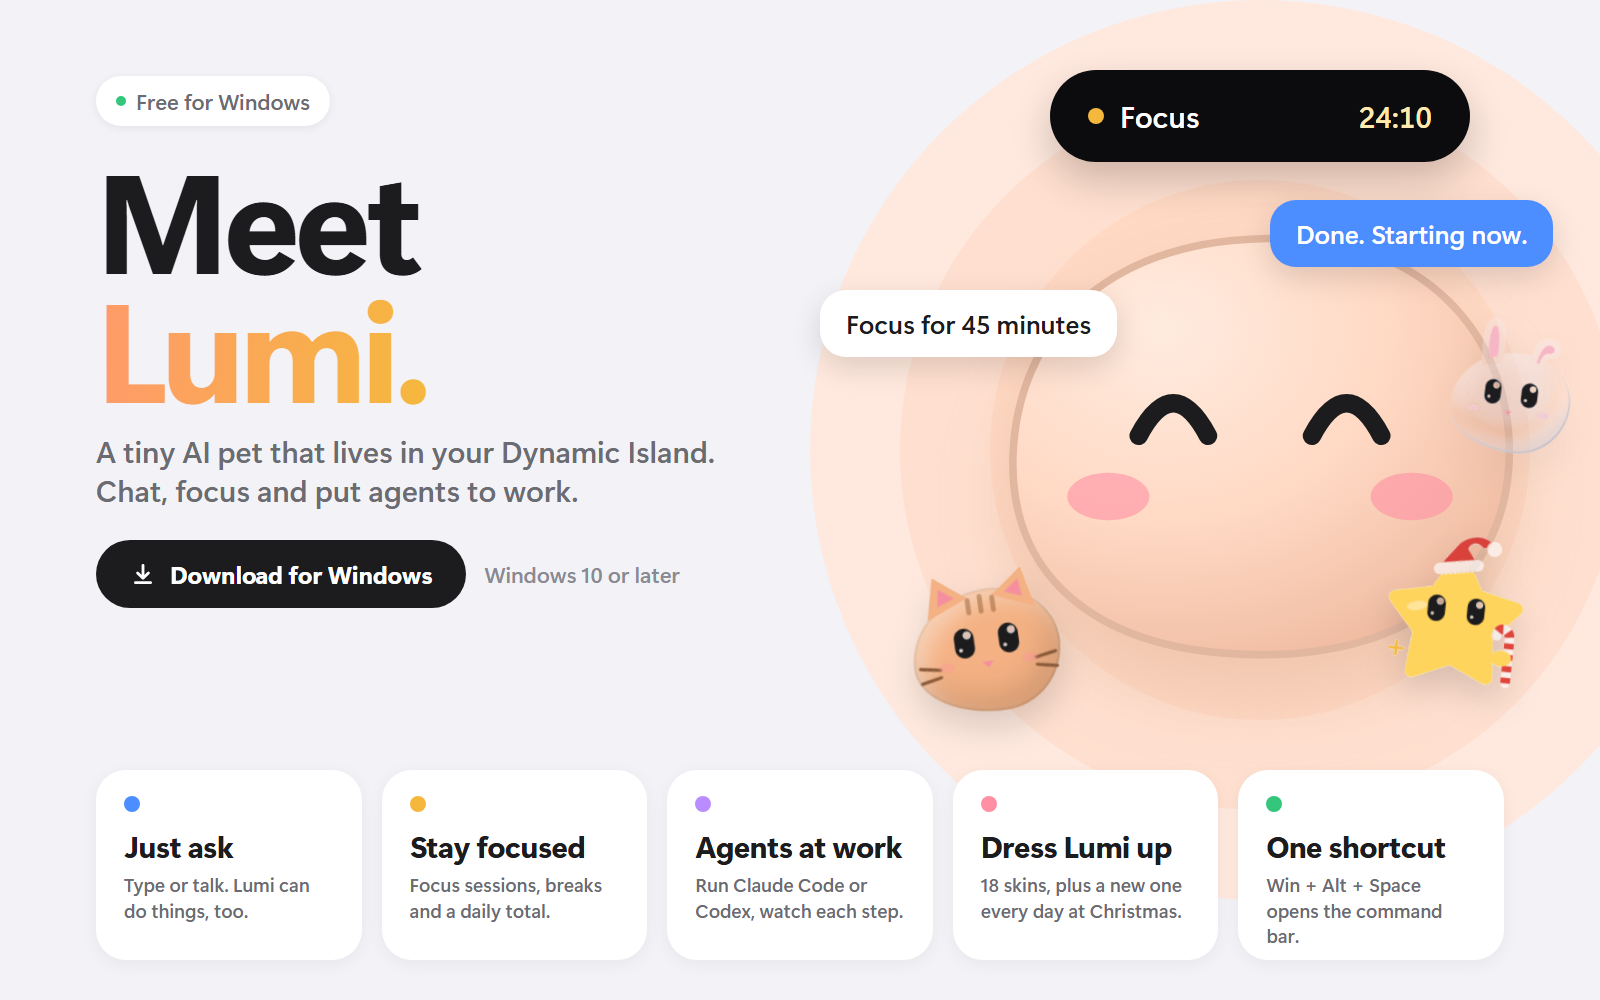 Free for Windows
Meet
Lumi.
A tiny AI pet that lives in your Dynamic Island.
Chat, focus and put agents to work.
Download for Windows
Windows 10 or later
Focus
24:10
Done. Starting now.
Focus for 45 minutes
Just ask
Type or talk. Lumi can
do things, too.
Stay focused
Focus sessions, breaks
and a daily total.
Agents at work
Run Claude Code or
Codex, watch each step.
Dress Lumi up
18 skins, plus a new one
every day at Christmas.
One shortcut
Win + Alt + Space
opens the command
bar.